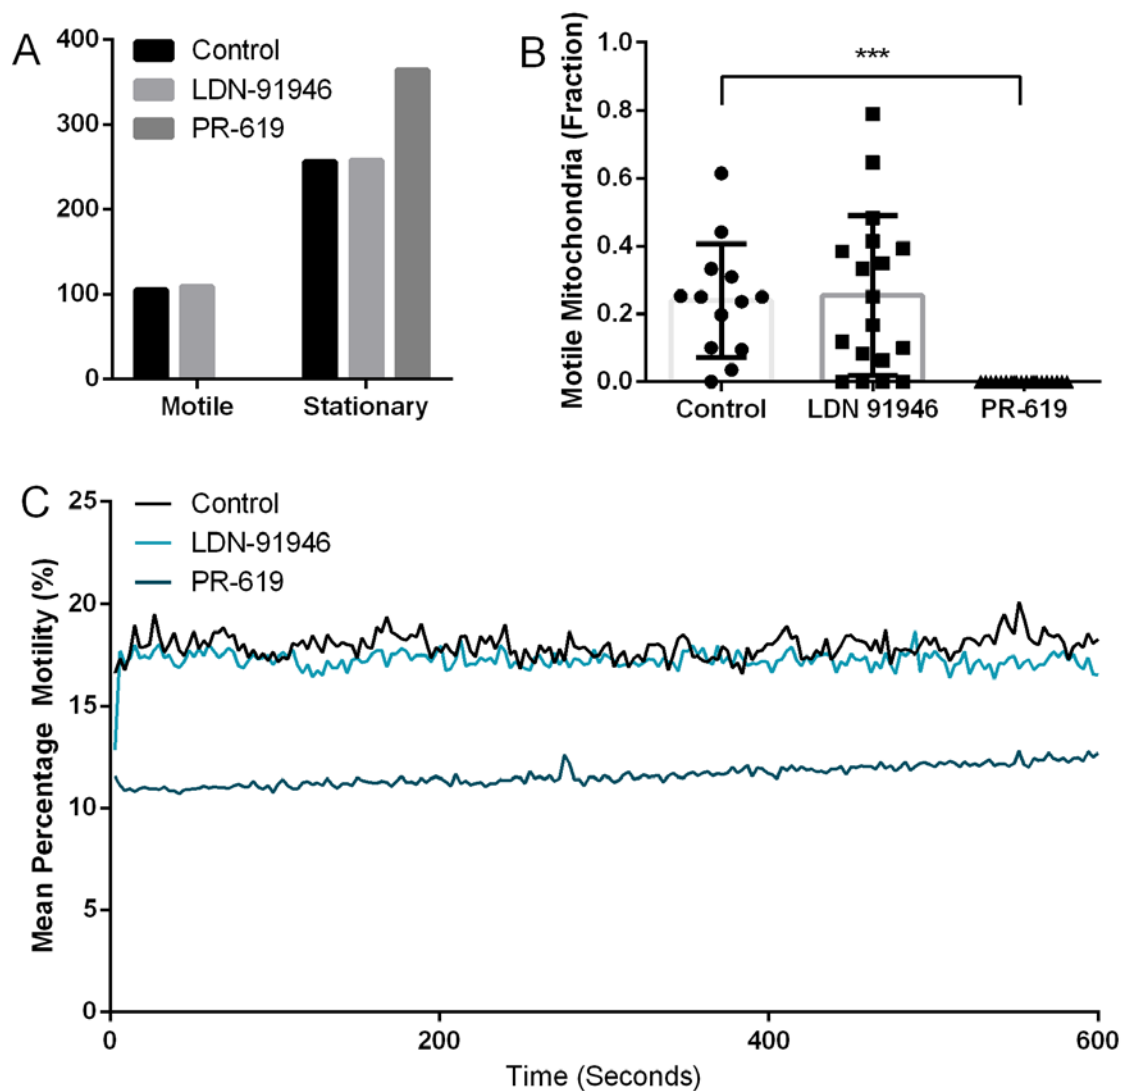 A
400
300
200
100
0
Control
LDN-91946
PR-619
Motile Stationary
B
Motile Mitochondria (Fraction)
1.0
0.8
0.6
0.4
0.2
0.0
***
Control LDN 91946 PR-619
C
Mean Percentage Motility (%)
25
20
15
10
5
0
Control
LDN-91946
PR-619
0 200 400 600
Time (Seconds)